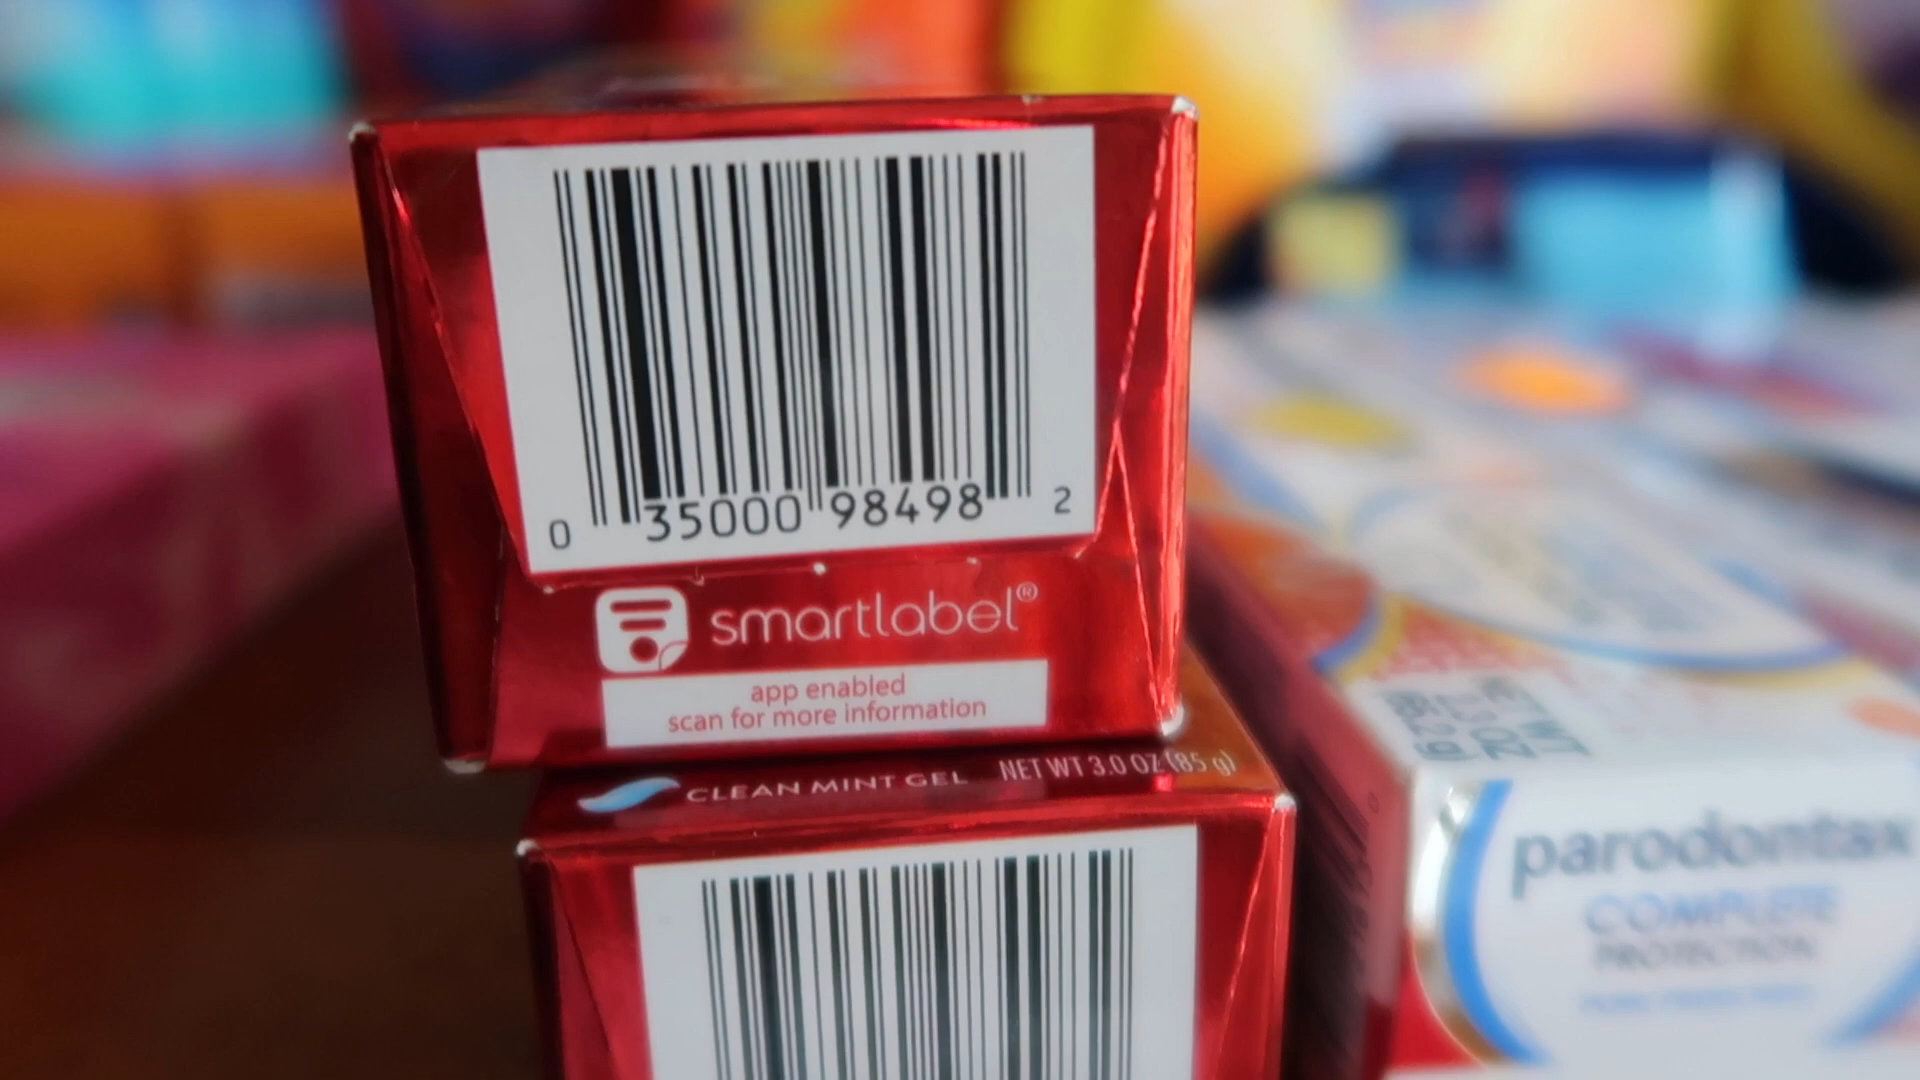 0 35000 98498 2
smartlabel®
app enabled
scan for more information
CLEAN MINT GEL NET WT 3.0 OZ (85 g)
parodontax
COMPLETE
PROTECTION